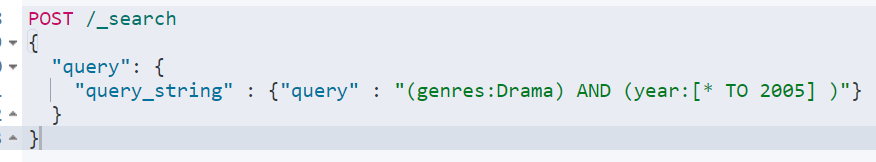 POST /_search
{
"query": {
"query_string" : {"query" : "(genres:Drama) AND (year:[* TO 2005] )"}
}
}